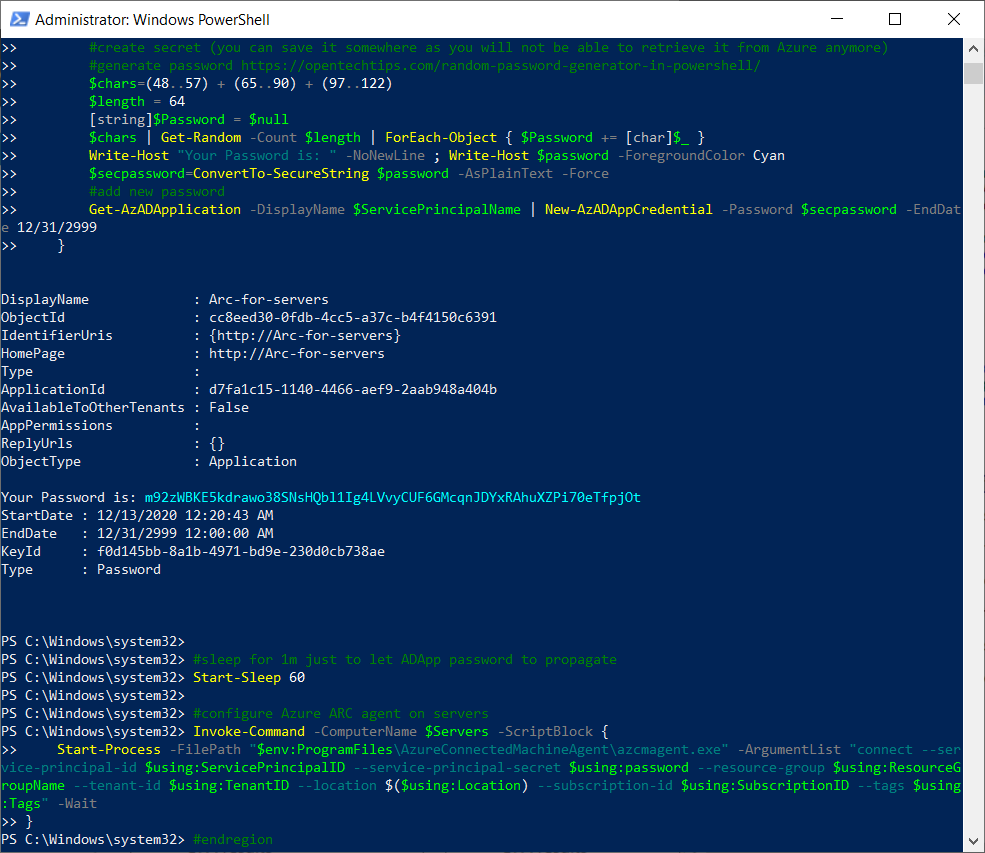 Administrator: Windows PowerShell
>>         #create secret (you can save it somewhere as you will not be able to retrieve it from Azure anymore)
>>         #generate password https://opentechtips.com/random-password-generator-in-powershell/
>>         $chars=(48..57) + (65..90) + (97..122)
>>         $length = 64
>>         [string]$Password = $null
>>         $chars | Get-Random -Count $length | ForEach-Object { $Password += [char]$_ }
>>         Write-Host "Your Password is: " -NoNewLine ; Write-Host $password -ForegroundColor Cyan
>>         $secpassword=ConvertTo-SecureString $password -AsPlainText -Force
>>         #add new password
>>         Get-AzADApplication -DisplayName $ServicePrincipalName | New-AzADAppCredential -Password $secpassword -EndDat
e 12/31/2999
>>     }
DisplayName             : Arc-for-servers
ObjectId                : cc8eed30-0fdb-4cc5-a37c-b4f4150c6391
IdentifierUris          : {http://Arc-for-servers}
HomePage                : http://Arc-for-servers
Type                    :
ApplicationId           : d7fa1c15-1140-4466-aef9-2aab948a404b
AvailableToOtherTenants : False
AppPermissions          :
ReplyUrls               : {}
ObjectType              : Application
Your Password is: m92zWBKE5kdrawo38SNsHQbl1Ig4LVvyCUF6GMcqnJDYxRAhuXZPi70eTfpjOt
StartDate : 12/13/2020 12:20:43 AM
EndDate   : 12/31/2999 12:00:00 AM
KeyId     : f0d145bb-8a1b-4971-bd9e-230d0cb738ae
Type      : Password
PS C:\Windows\system32>
PS C:\Windows\system32> #sleep for 1m just to let ADApp password to propagate
PS C:\Windows\system32> Start-Sleep 60
PS C:\Windows\system32>
PS C:\Windows\system32> #configure Azure ARC agent on servers
PS C:\Windows\system32> Invoke-Command -ComputerName $Servers -ScriptBlock {
>>     Start-Process -FilePath "$env:ProgramFiles\AzureConnectedMachineAgent\azcmagent.exe" -ArgumentList "connect --ser
vice-principal-id $using:ServicePrincipalID --service-principal-secret $using:password --resource-group $using:ResourceG
roupName --tenant-id $using:TenantID --location $($using:Location) --subscription-id $using:SubscriptionID --tags $using
:Tags" -Wait
>> }
PS C:\Windows\system32> #endregion